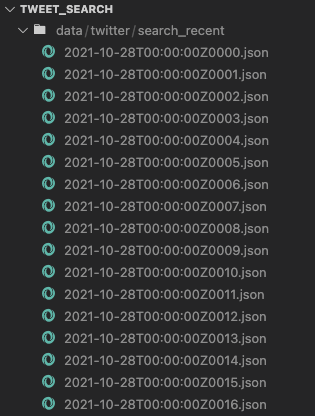 TWEET_SEARCH
data/twitter/search_recent
2021-10-28T00:00:00Z0000.json
2021-10-28T00:00:00Z0001.json
2021-10-28T00:00:00Z0002.json
2021-10-28T00:00:00Z0003.json
2021-10-28T00:00:00Z0004.json
2021-10-28T00:00:00Z0005.json
2021-10-28T00:00:00Z0006.json
2021-10-28T00:00:00Z0007.json
2021-10-28T00:00:00Z0008.json
2021-10-28T00:00:00Z0009.json
2021-10-28T00:00:00Z0010.json
2021-10-28T00:00:00Z0011.json
2021-10-28T00:00:00Z0012.json
2021-10-28T00:00:00Z0013.json
2021-10-28T00:00:00Z0014.json
2021-10-28T00:00:00Z0015.json
2021-10-28T00:00:00Z0016.json